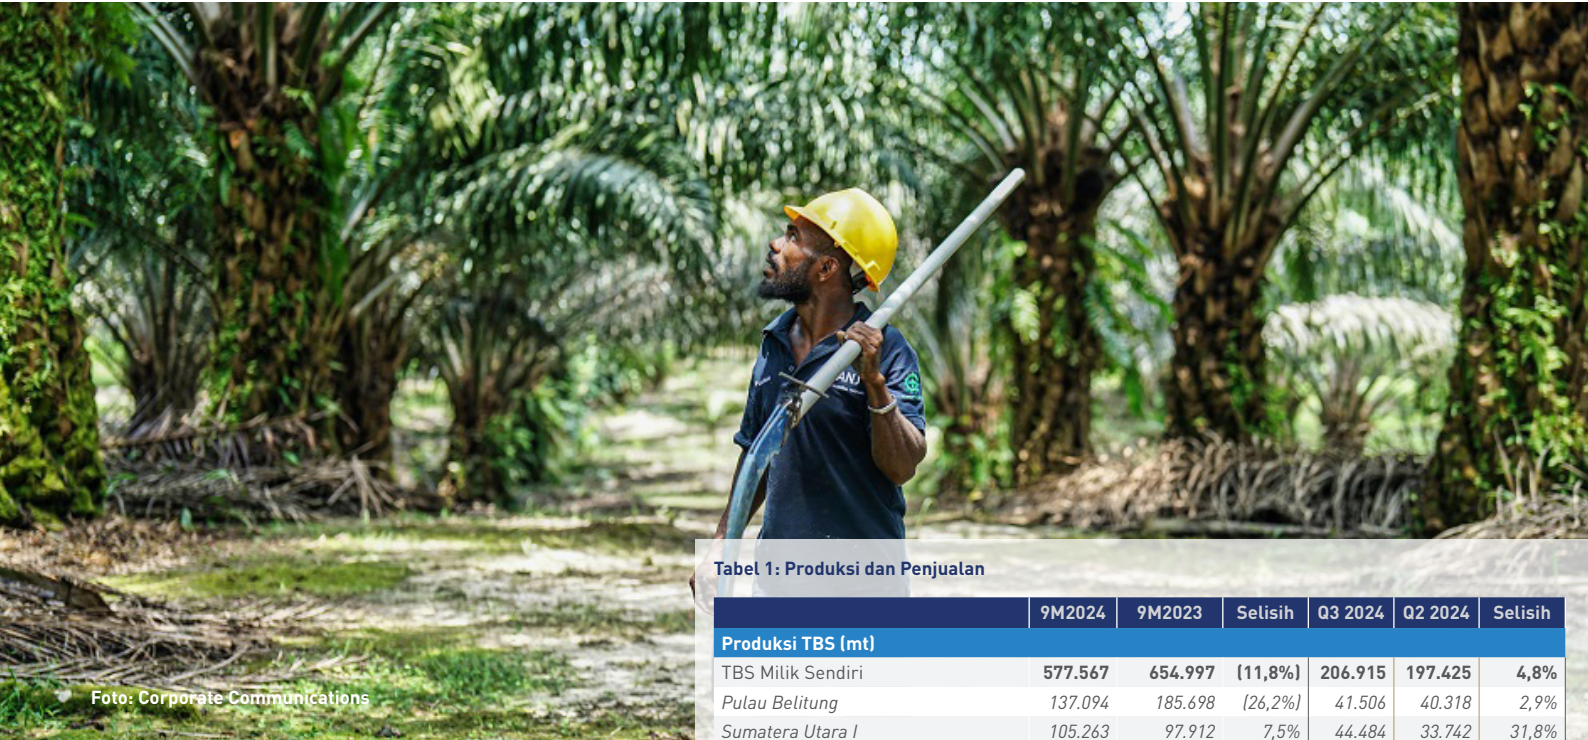 ANJ
Foto: Corporate Communications
Tabel 1: Produksi dan Penjualan
9M2024 9M2023 Selisih Q3 2024 Q2 2024 Selisih
Produksi TBS (mt)
TBS Milik Sendiri 577.567 654.997 (11,8%) 206.915 197.425 4,8%
Pulau Belitung 137.094 185.698 (26,2%) 41.506 40.318 2,9%
Sumatera Utara I 105.263 97.912 7,5% 44.484 33.742 31,8%